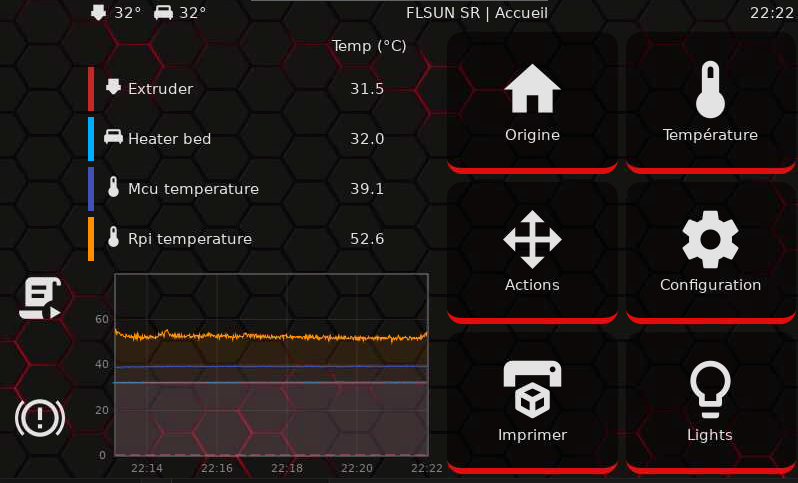 32° 32° FLSUN SR | Accueil 22:22
Temp (°C)
Extruder 31.5
Heater bed 32.0
Mcu temperature 39.1
Rpi temperature 52.6
60
40
20
0
22:14 22:16 22:18 22:20 22:22
Origine Température
Actions Configuration
Imprimer Lights